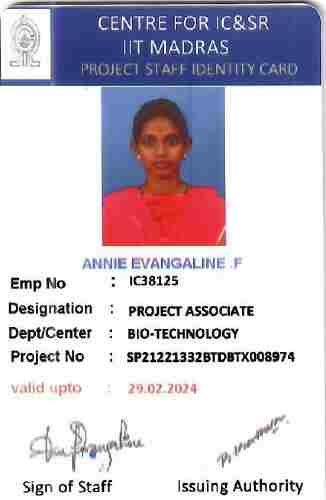 CENTRE FOR IC&SR
IIT MADRAS
PROJECT STAFF IDENTITY CARD
ANNIE EVANGALINE .F
Emp No : IC38125
Designation : PROJECT ASSOCIATE
Dept/Center : BIO-TECHNOLOGY
Project No : SP21221332BTDBTX008974
valid upto : 29.02.2024
Sign of Staff Issuing Authority